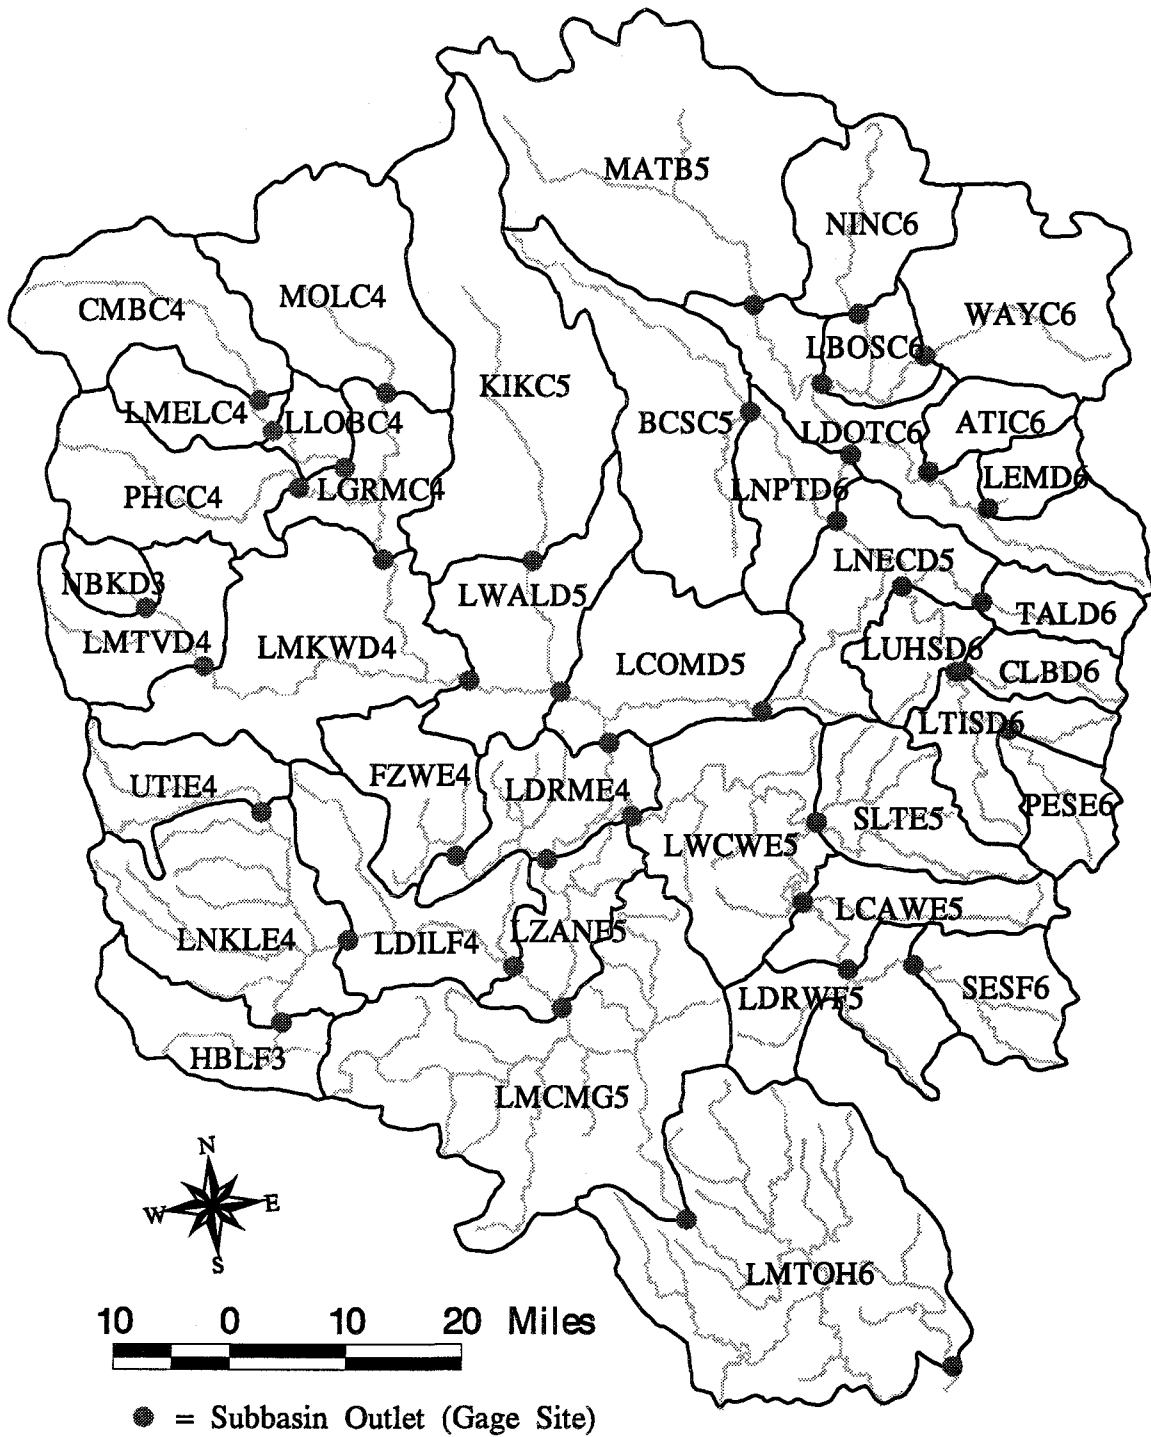 MATB5
NINC6
CMBC4
MOLC4
WAYC6
LBOSC6
KIKC5
LMELC4
LLOBC4
BCSC5
LDOTC6
ATIC6
PHCC4
LGRMC4
LNPTD6
LEMD6
NBKD3
LWALD5
LNECD5
TALD6
LMTVD4
LMKWD4
LCOMD5
LUHSD6
CLBD6
LTISD6
UTIE4
FZWE4
LDRME4
SLTE5
PESE6
LWCWE5
LNKLE4
LDILF4
LZANE5
LCAWE5
LDRWF5
SESF6
HBLF3
LMCMG5
N
W E
S
LMTOH6
10 0 10 20 Miles
= Subbasin Outlet (Gage Site)